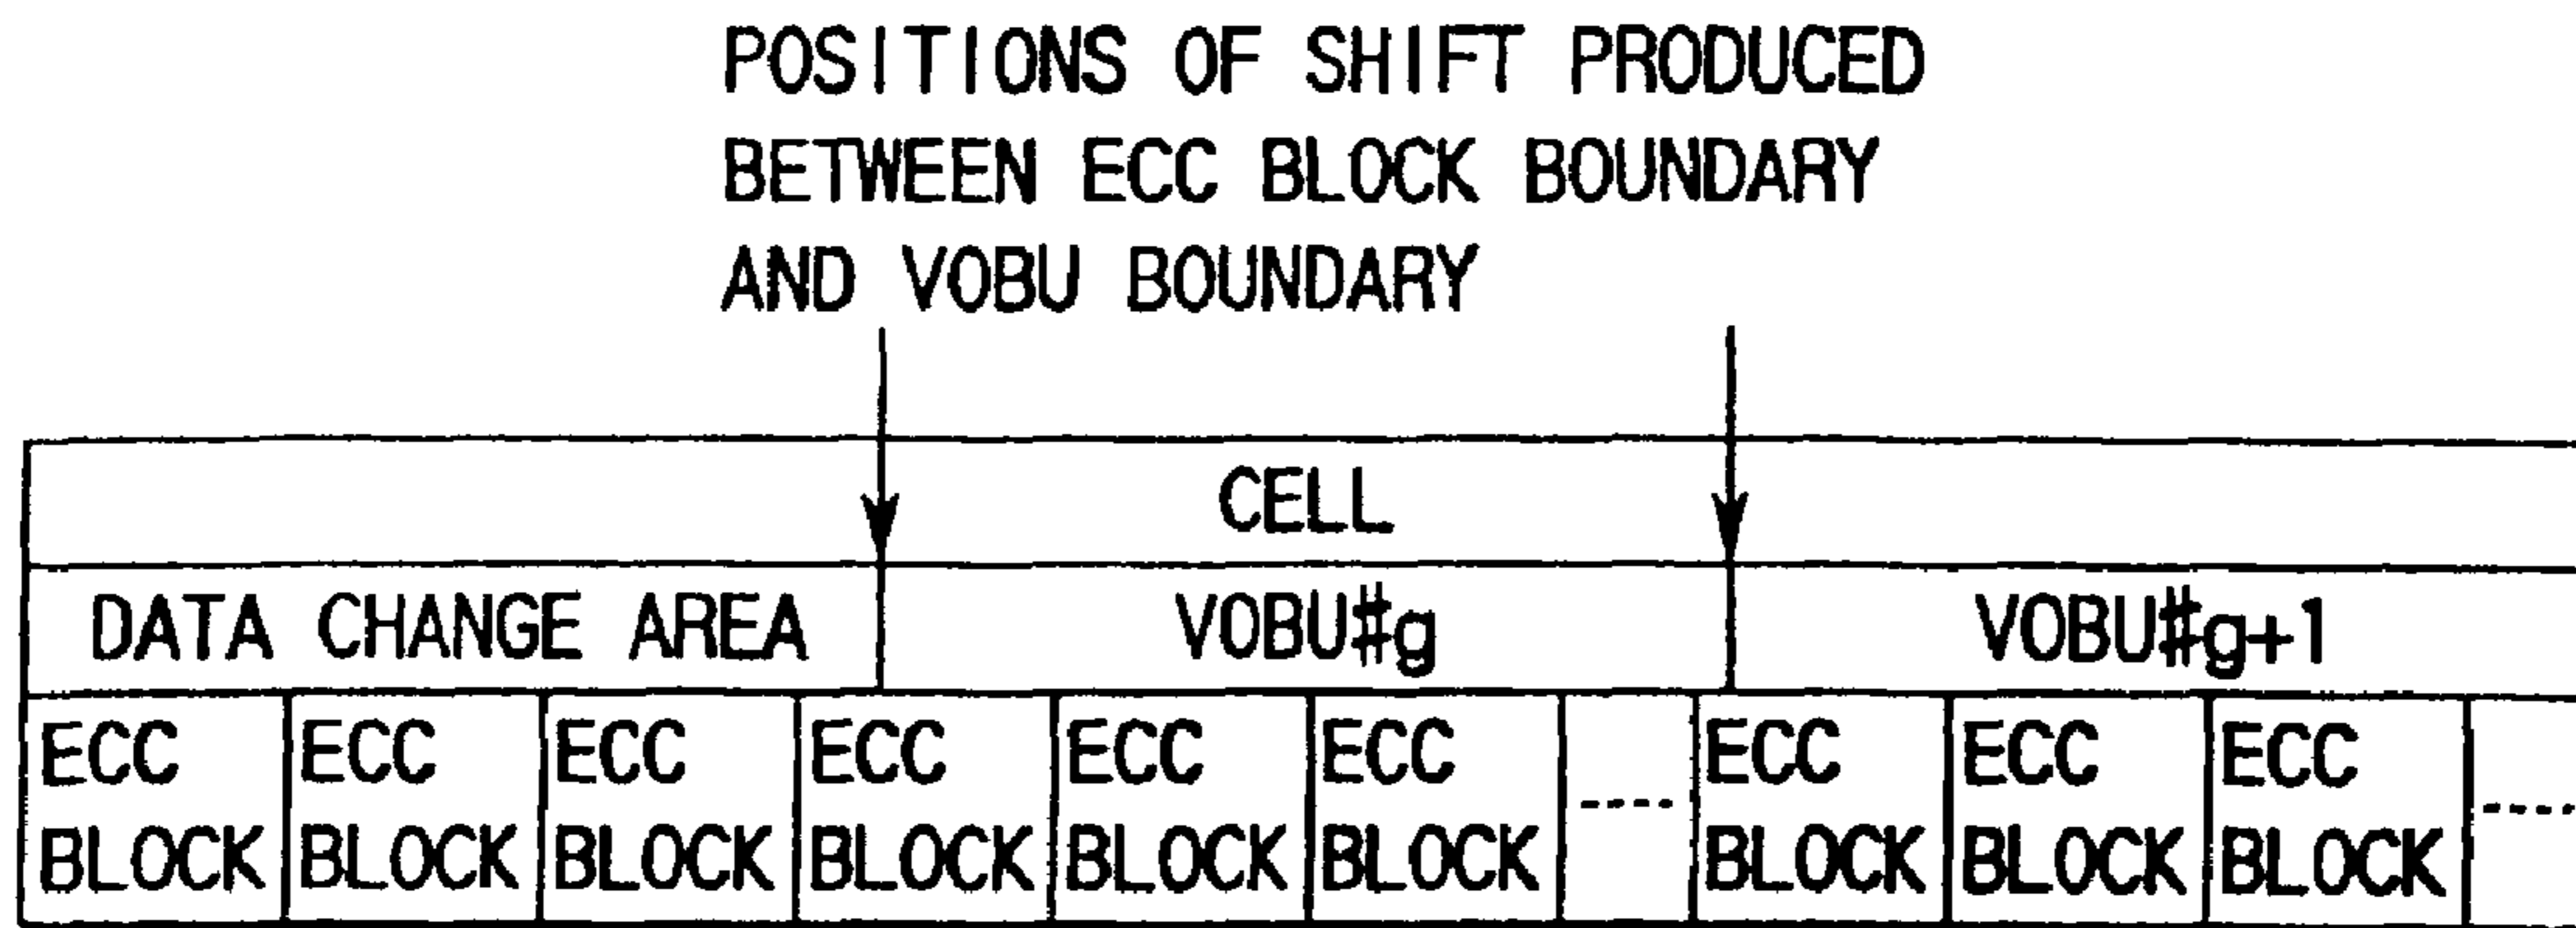 POSITIONS OF SHIFT PRODUCED
BETWEEN ECC BLOCK BOUNDARY
AND VOBU BOUNDARY
CELL
DATA CHANGE AREA VOBU#g VOBU#g+1
ECC ECC ECC ECC ECC ECC ---- ECC ECC ECC ----
BLOCK BLOCK BLOCK BLOCK BLOCK BLOCK BLOCK BLOCK BLOCK